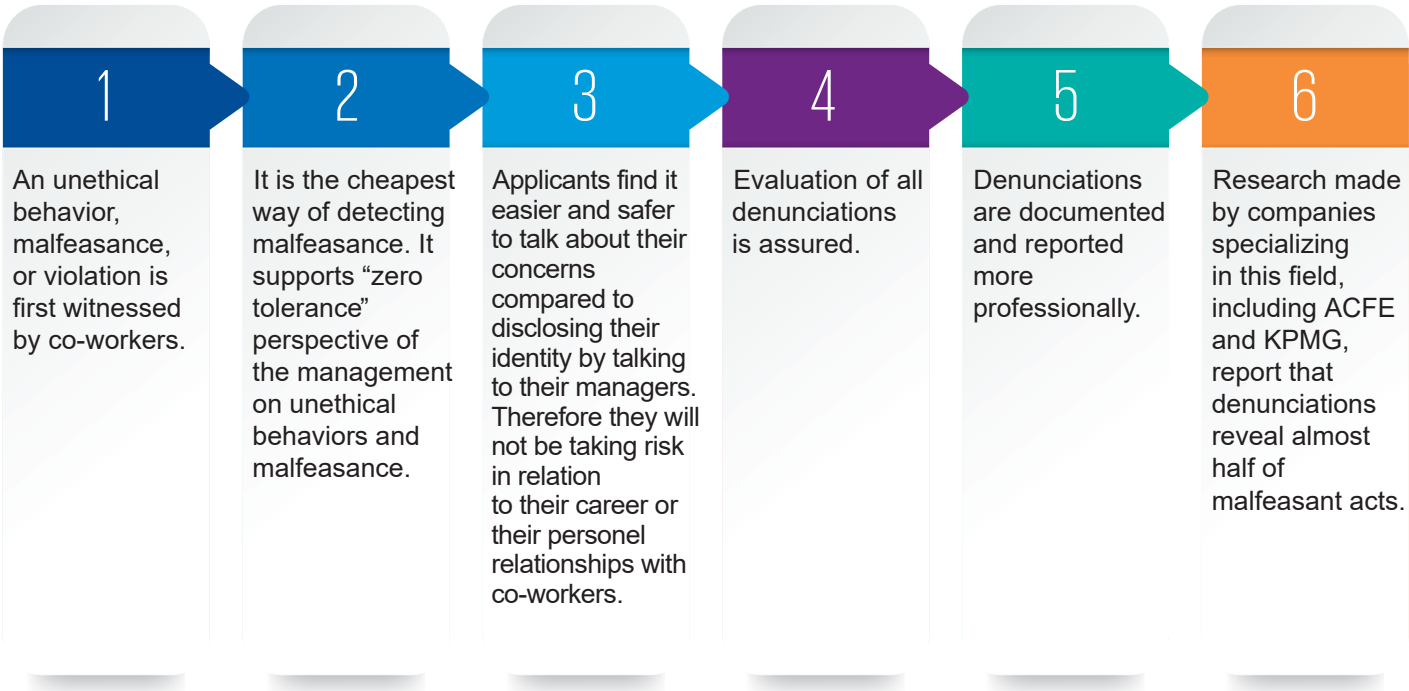 1
An unethical
behavior,
malfeasance,
or violation is
first witnessed
by co-workers.
2
It is the cheapest
way of detecting
malfeasance. It
supports “zero
tolerance”
perspective of
the management
on unethical
behaviors and
malfeasance.
3
Applicants find it
easier and safer
to talk about their
concerns
compared to
disclosing their
identity by talking
to their managers.
Therefore they will
not be taking risk
in relation
to their career or
their personel
relationships with
co-workers.
4
Evaluation of all
denunciations
is assured.
5
Denunciations
are documented
and reported
more
professionally.
6
Research made
by companies
specializing
in this field,
including ACFE
and KPMG,
report that
denunciations
reveal almost
half of
malfeasant acts.